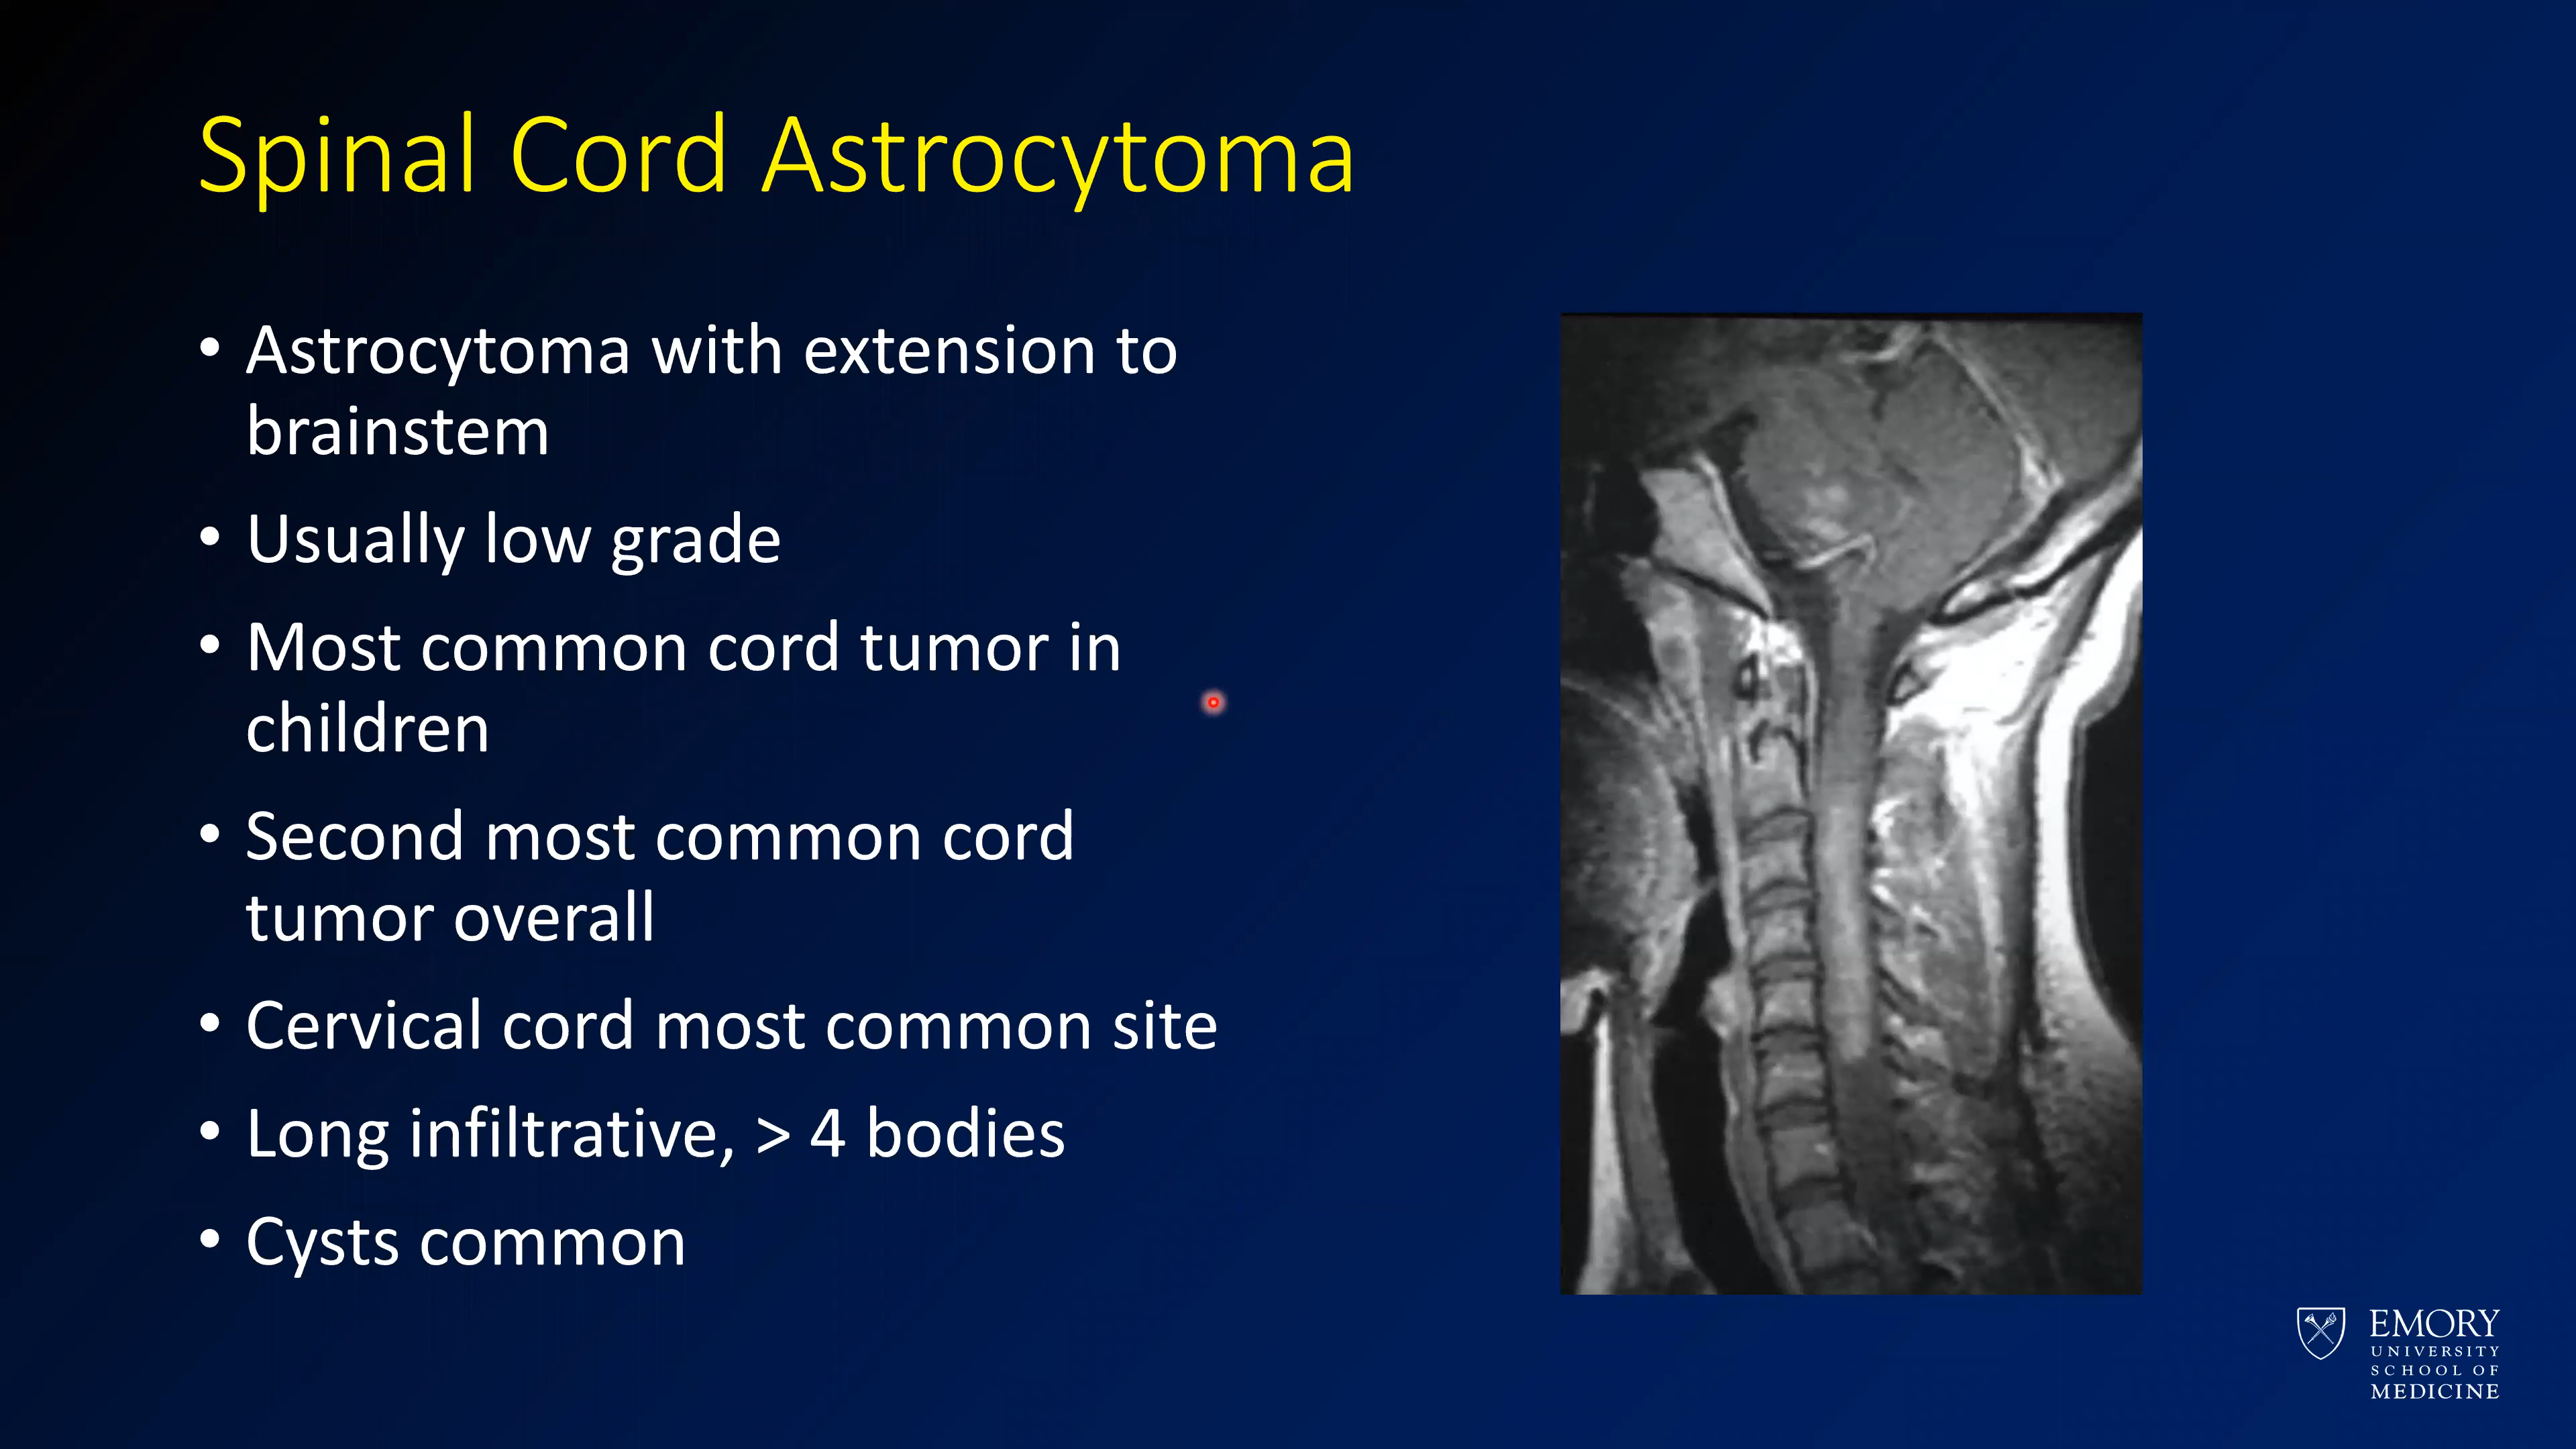 Spinal Cord Astrocytoma
• Astrocytoma with extension to
brainstem
• Usually low grade
• Most common cord tumor in
children
• Second most common cord
tumor overall
• Cervical cord most common site
• Long infiltrative, > 4 bodies
• Cysts common
EMORY
UNIVERSITY
SCHOOL OF
MEDICINE